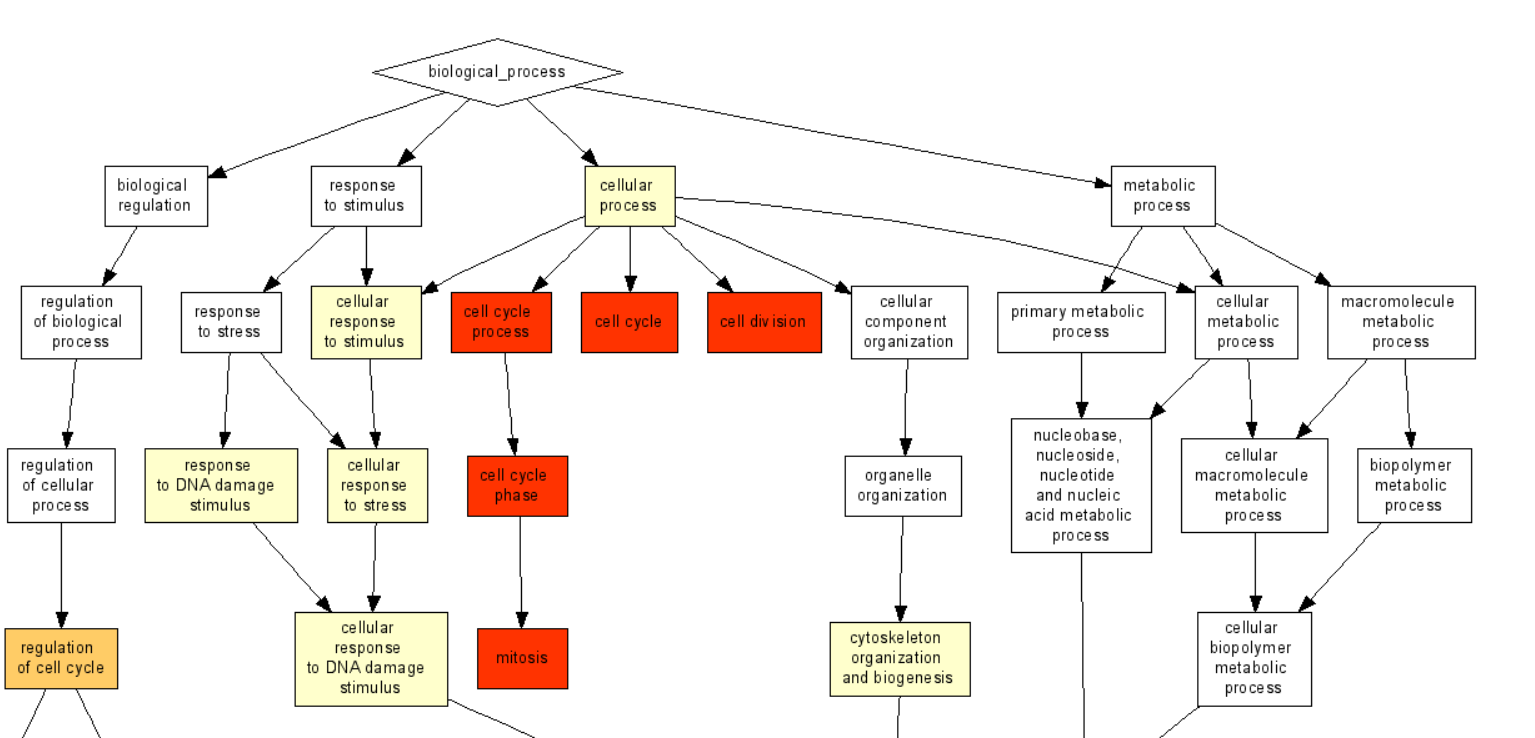 biological_process
biological
regulation
response
to stimulus
cellular
process
metabolic
process
regulation
of biological
process
response
to stress
cellular
response
to stimulus
cell cycle
process
cell cycle
cell division
cellular
component
organization
primary metabolic
process
cellular
metabolic
process
macromolecule
metabolic
process
regulation
of cellular
process
response
to DNA damage
stimulus
cellular
response
to stress
cell cycle
phase
organelle
organization
nucleobase,
nucleoside,
nucleotide
and nucleic
acid metabolic
process
cellular
macromolecule
metabolic
process
biopolymer
metabolic
process
regulation
of cell cycle
cellular
response
to DNA damage
stimulus
mitosis
cytoskeleton
organization
and biogenesis
cellular
biopolymer
metabolic
process